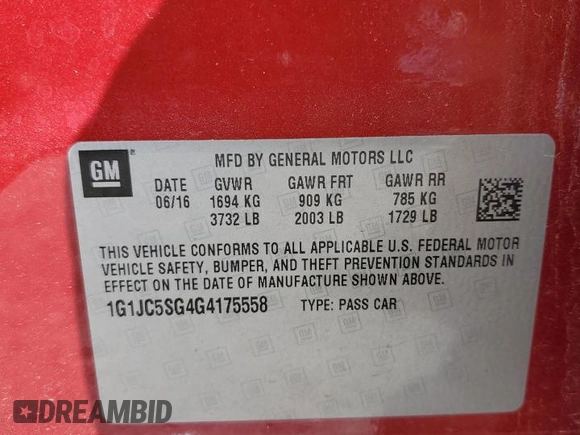 GM ® MFD BY GENERAL MOTORS LLC
DATE GVWR GAWR FRT GAWR RR
06/16 1694 KG 909 KG 785 KG
3732 LB 2003 LB 1729 LB
THIS VEHICLE CONFORMS TO ALL APPLICABLE U.S. FEDERAL MOTOR
VEHICLE SAFETY, BUMPER, AND THEFT PREVENTION STANDARDS IN
EFFECT ON THE DATE OF MANUFACTURE SHOWN ABOVE.
1G1JC5SG4G4175558 TYPE: PASS CAR
DREAMBID